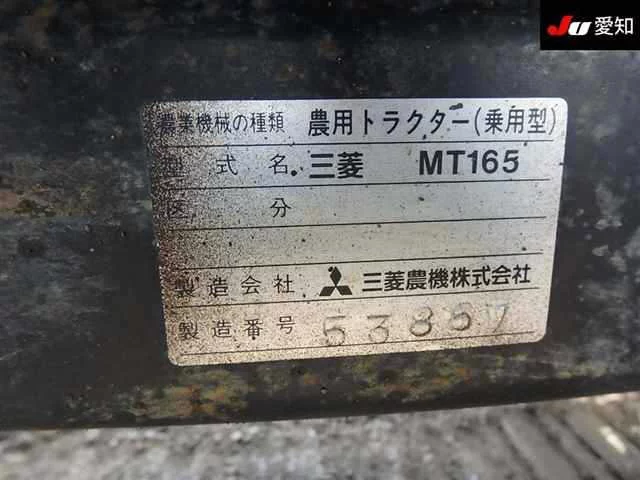 JU 愛知
農業機械の種類 農用トラクター(乗用型)
型式名 三菱 MT165
区分
製造会社 三菱農機株式会社
製造番号 53867